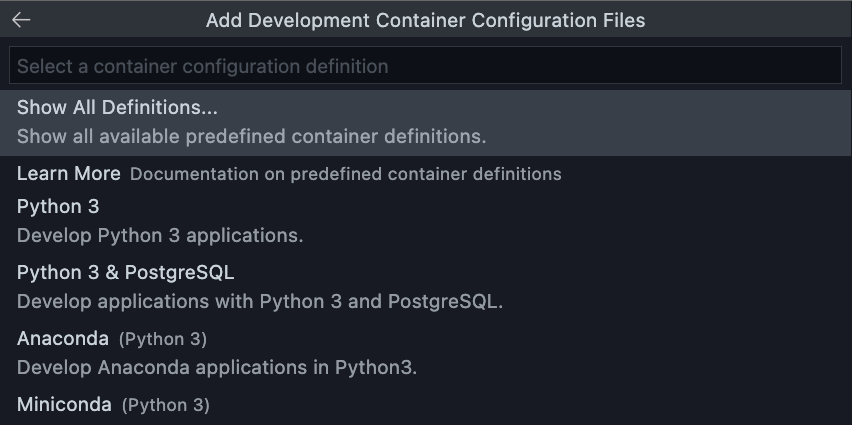 Add Development Container Configuration Files
Select a container configuration definition
Show All Definitions...
Show all available predefined container definitions.
Learn More Documentation on predefined container definitions
Python 3
Develop Python 3 applications.
Python 3 & PostgreSQL
Develop applications with Python 3 and PostgreSQL.
Anaconda (Python 3)
Develop Anaconda applications in Python3.
Miniconda (Python 3)